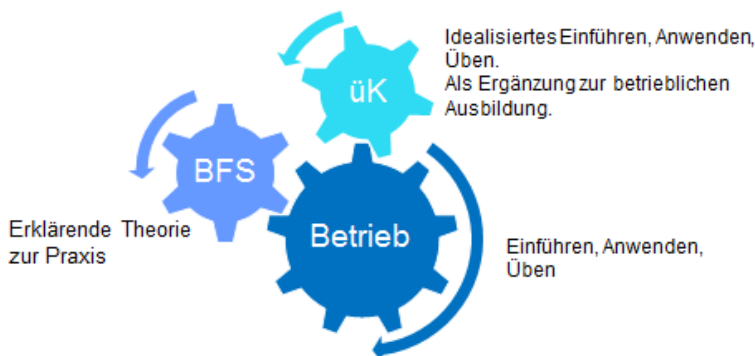 Idealisiertes Einführen, Anwenden,
Üben.
Als Ergänzung zur betrieblichen
Ausbildung.
üK
BFS
Erklärende Theorie
zur Praxis
Betrieb
Einführen, Anwenden,
Üben